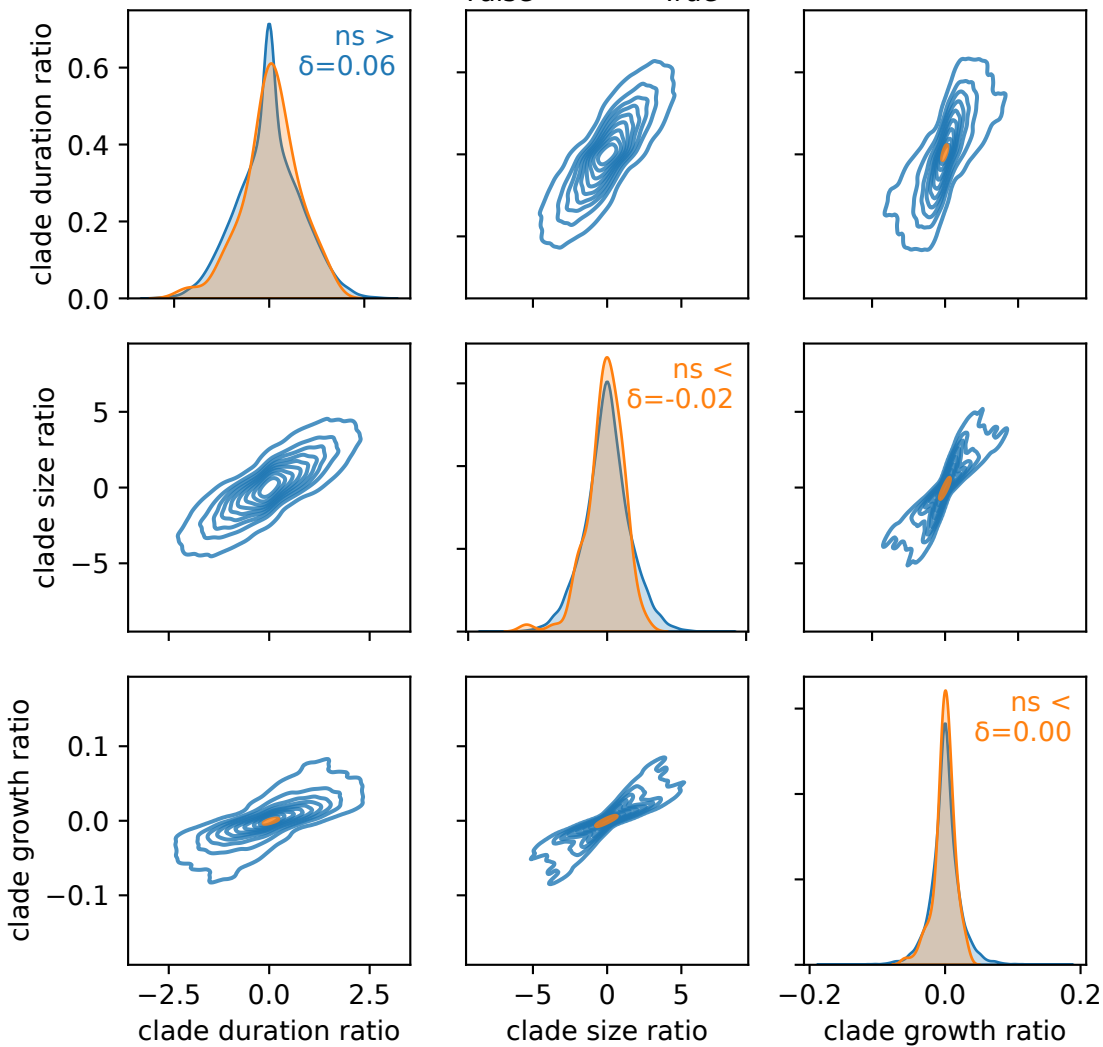 clade duration ratio
0.6
0.4
0.2
0.0
ns >
δ=0.06
clade size ratio
5
0
−5
ns <
δ=-0.02
clade growth ratio
0.1
0.0
−0.1
ns <
δ=0.00
−2.5 0.0 2.5
−5 0 5
−0.2 0.0 0.2
clade duration ratio
clade size ratio
clade growth ratio